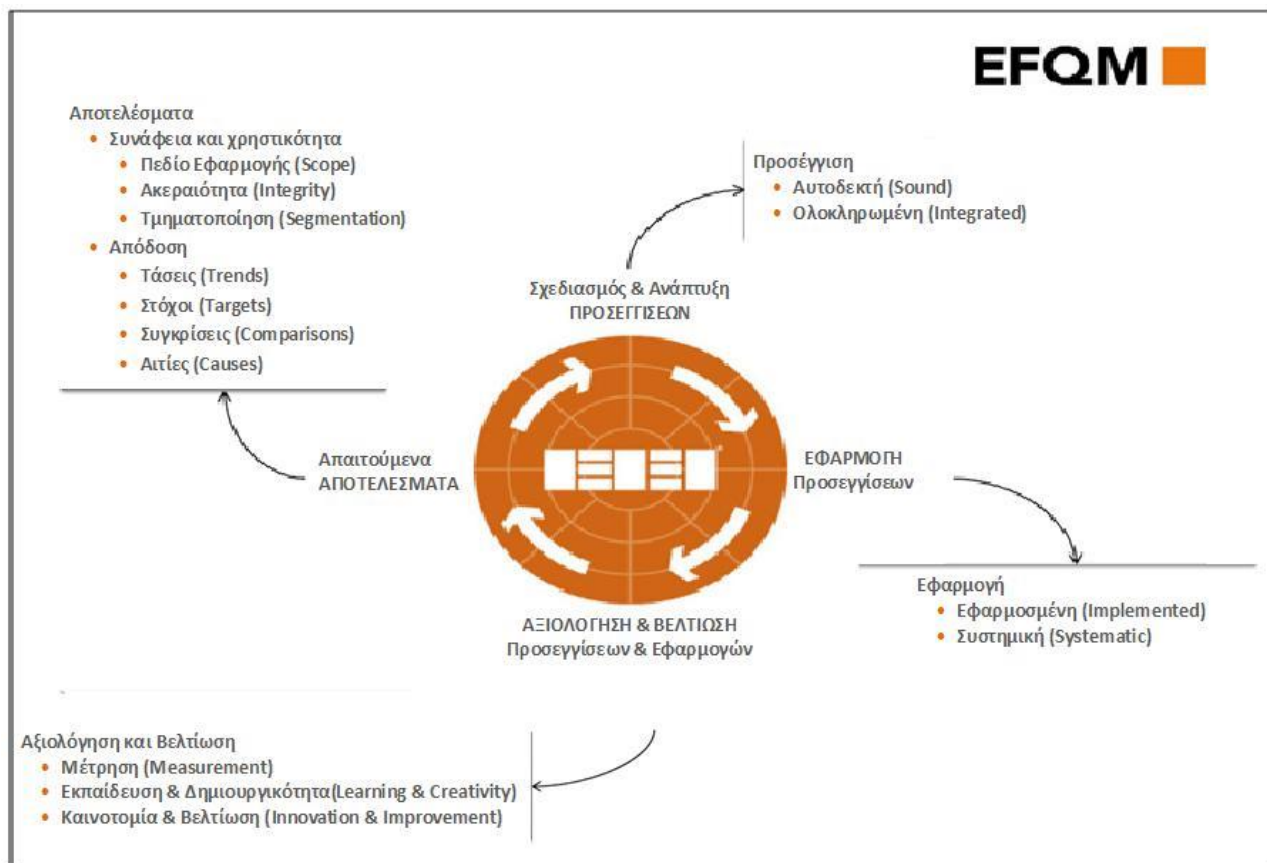 EFQM
Αποτελέσματα
• Συνάφεια και χρηστικότητα
• Πεδίο Εφαρμογής (Scope)
• Ακεραιότητα (Integrity)
• Τμηματοποίηση (Segmentation)
• Απόδοση
• Τάσεις (Trends)
• Στόχοι (Targets)
• Συγκρίσεις (Comparisons)
• Αιτίες (Causes)
Προσέγγιση
• Αυτοδεκτή (Sound)
• Ολοκληρωμένη (Integrated)
Σχεδιασμός & Ανάπτυξη
ΠΡΟΣΕΓΓΙΣΕΩΝ
Απαιτούμενα
ΑΠΟΤΕΛΕΣΜΑΤΑ
ΕΦΑΡΜΟΓΗ
Προσεγγίσεων
Εφαρμογή
• Εφαρμοσμένη (Implemented)
• Συστημική (Systematic)
ΑΞΙΟΛΟΓΗΣΗ & ΒΕΛΤΙΩΣΗ
Προσεγγίσεων & Εφαρμογών
Αξιολόγηση και Βελτίωση
• Μέτρηση (Measurement)
• Εκπαίδευση & Δημιουργικότητα(Learning & Creativity)
• Καινοτομία & Βελτίωση (Innovation & Improvement)